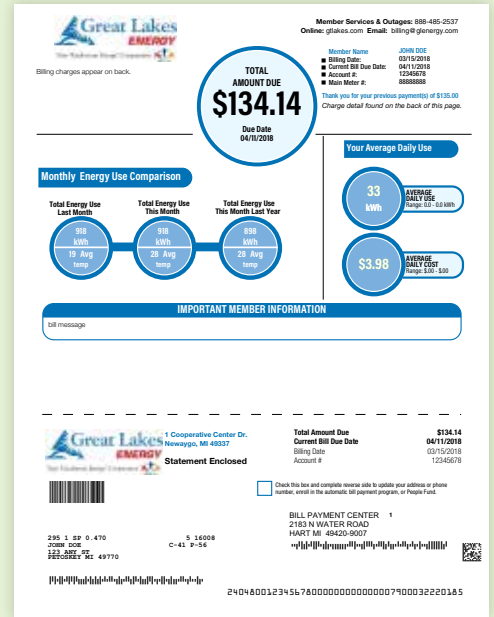 Great Lakes
ENERGY
Member Services & Outages: 888-485-2537
Online: gtlakes.com Email: billing@glenergy.com
Billing charges appear on back.
TOTAL
AMOUNT DUE
$134.14
Due Date
04/11/2018
Member Name JOHN DOE
Billing Date: 03/15/2018
Current Bill Due Date: 04/11/2018
Account #: 12345678
Main Meter #: 88888888
Thank you for your previous payment(s) of $135.00
Charge detail found on the back of this page.
Monthly Energy Use Comparison
Total Energy Use
Last Month
918
kWh
19 Avg
temp
Total Energy Use
This Month
918
kWh
28 Avg
temp
Total Energy Use
This Month Last Year
898
kWh
28 Avg
temp
Your Average Daily Use
33
kWh
AVERAGE
DAILY USE
Range: 0.0 - 0.0 kWh
$3.98
AVERAGE
DAILY COST
Range: $.00 - $.00
IMPORTANT MEMBER INFORMATION
bill message
Great Lakes
ENERGY
1 Cooperative Center Dr.
Newaygo, MI 49337
Statement Enclosed
Total Amount Due $134.14
Current Bill Due Date 04/11/2018
Billing Date 03/15/2018
Account # 12345678
Check this box and complete reverse side to update your address or phone
number, enroll in the automatic bill payment program, or People Fund.
BILL PAYMENT CENTER 1
2183 N WATER ROAD
HART MI 49420-9007
295 1 SP 0.470 5 16008
JOHN DOE C-41 P-56
123 ANY ST
PETOSKEY MI 49770